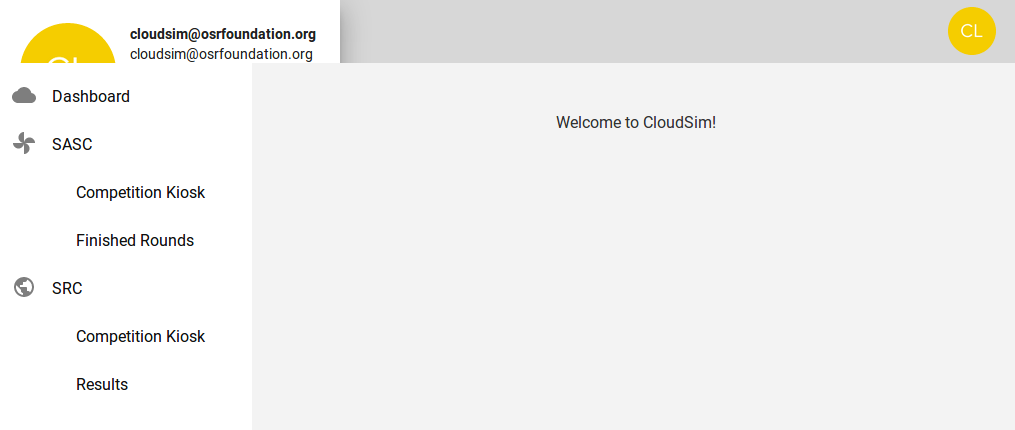 cloudsim@osrfoundation.org
cloudsim@osrfoundation.org
CL
CL
Dashboard
SASC
Competition Kiosk
Finished Rounds
SRC
Competition Kiosk
Results
Welcome to CloudSim!